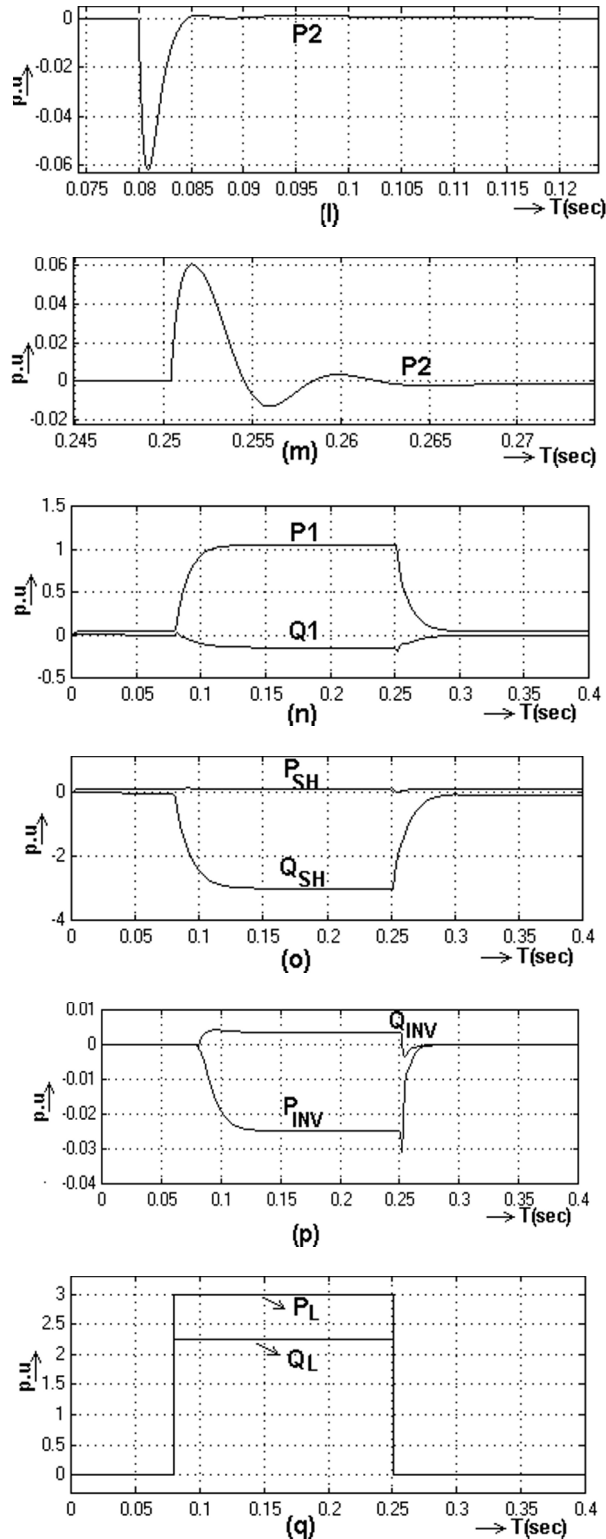 0
-0.02
-0.04
-0.06
p.u
P2
0.075 0.08 0.085 0.09 0.095 0.1 0.105 0.11 0.115 0.12
T(sec)
(l)
0.06
0.04
0.02
0
-0.02
p.u
P2
0.245 0.25 0.255 0.26 0.265 0.27
T(sec)
(m)
1.5
1
0.5
0
-0.5
p.u
P1
Q1
0 0.05 0.1 0.15 0.2 0.25 0.3 0.35 0.4
T(sec)
(n)
0
-2
-4
p.u
PSH
QSH
0 0.05 0.1 0.15 0.2 0.25 0.3 0.35 0.4
T(sec)
(o)
0.01
0
-0.01
-0.02
-0.03
-0.04
p.u
QINV
PINV
0 0.05 0.1 0.15 0.2 0.25 0.3 0.35 0.4
T(sec)
(p)
3
2.5
2
1.5
1
0.5
0
p.u
PL
QL
0 0.05 0.1 0.15 0.2 0.25 0.3 0.35 0.4
T(sec)
(q)